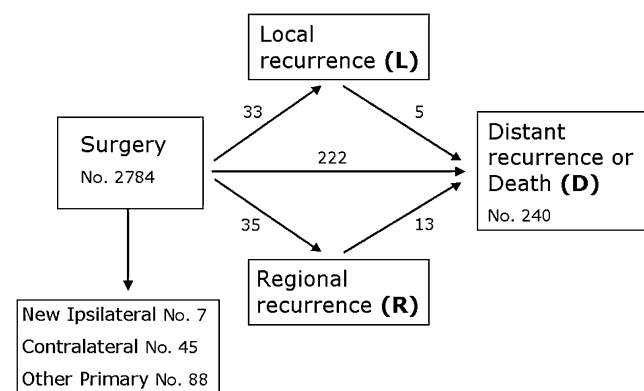 Local
recurrence (L)
33
5
Surgery
No. 2784
222
Distant
recurrence or
Death (D)
No. 240
35
13
Regional
recurrence (R)
New Ipsilateral No. 7
Contralateral No. 45
Other Primary No. 88